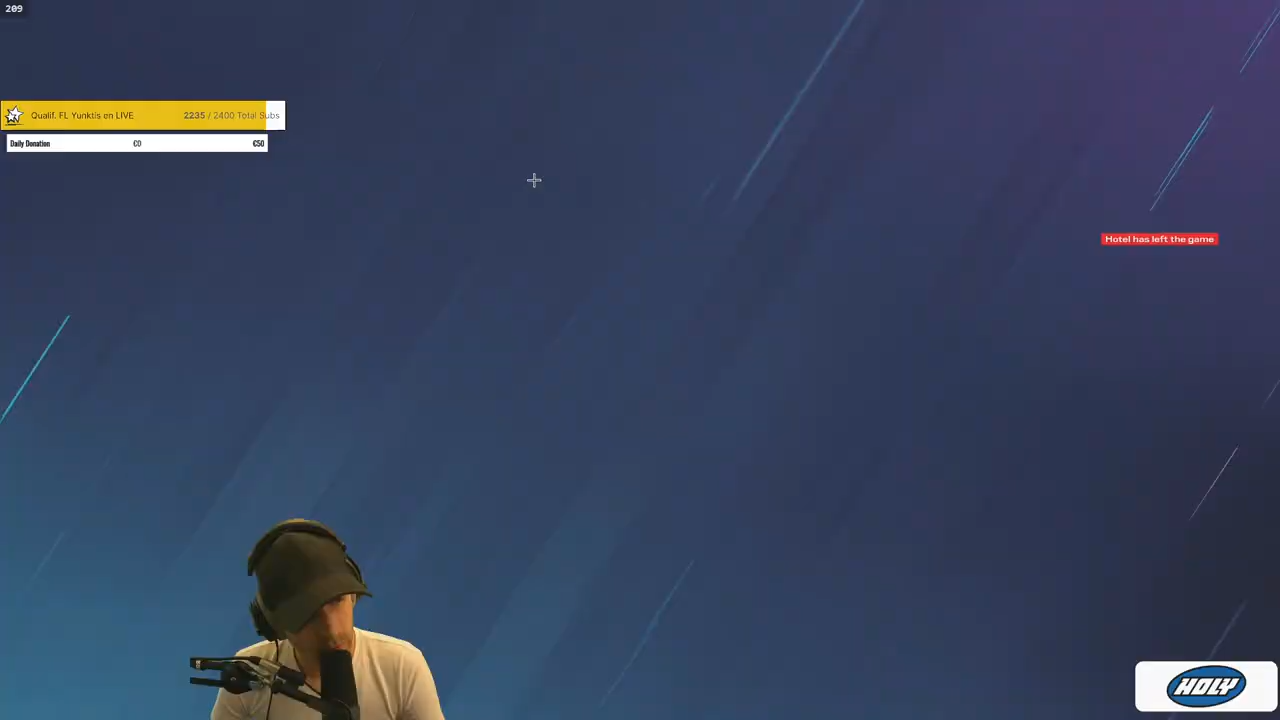 209
Qualif. FL Yunktis en LIVE 2235 / 2400 Total Subs
Daily Donation €0 €50
Hotel has left the game
HOLY